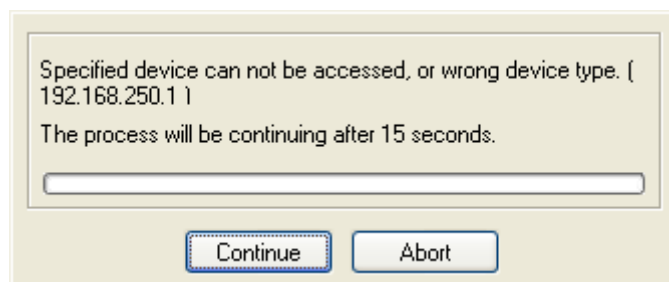 Specified device can not be accessed, or wrong device type. (
192.168.250.1 )
The process will be continuing after 15 seconds.
Continue
Abort